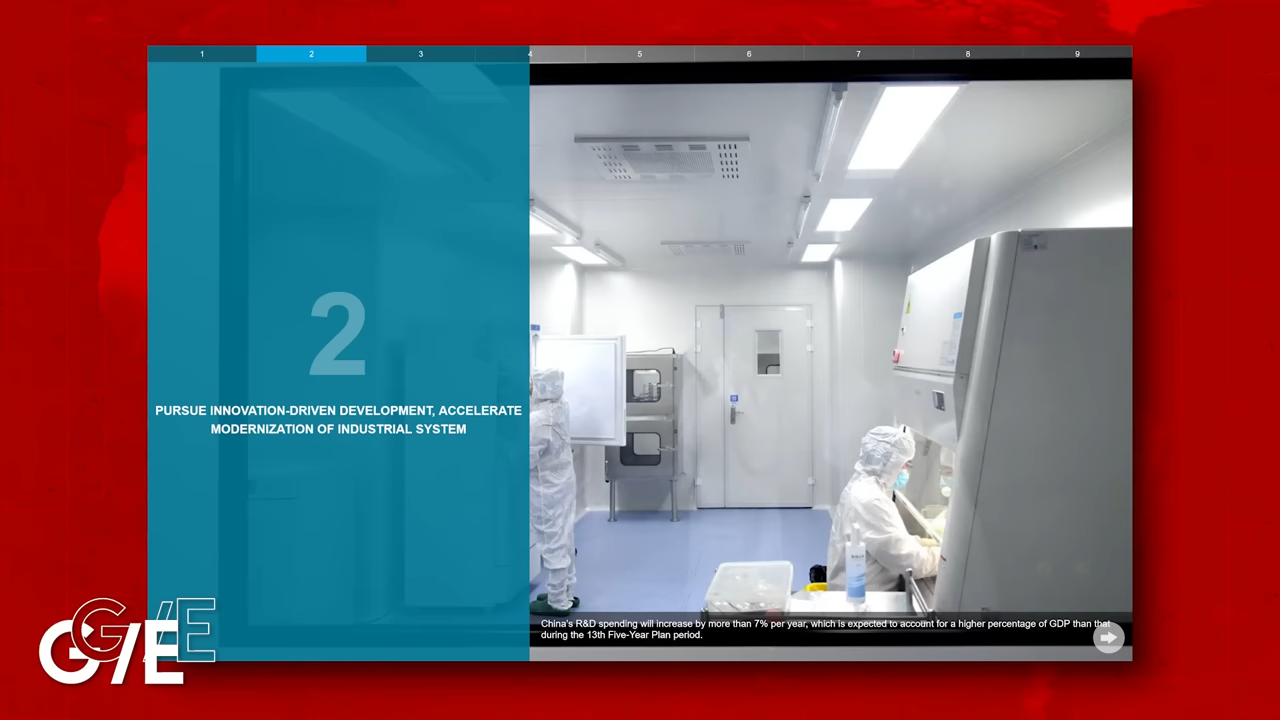 1 2 3 4 5 6 7 8 9
2
PURSUE INNOVATION-DRIVEN DEVELOPMENT, ACCELERATE
MODERNIZATION OF INDUSTRIAL SYSTEM
China's R&D spending will increase by more than 7% per year, which is expected to account for a higher percentage of GDP than that
during the 13th Five-Year Plan period.
G/E
G/E